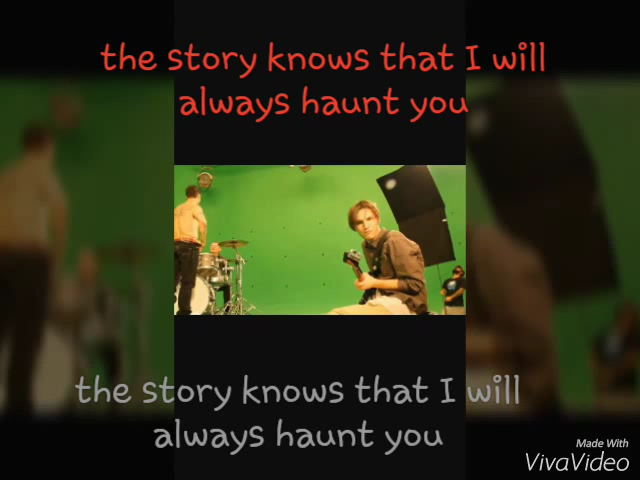 the story knows that I will
always haunt you
the story knows that I will
always haunt you
Made With
VivaVideo